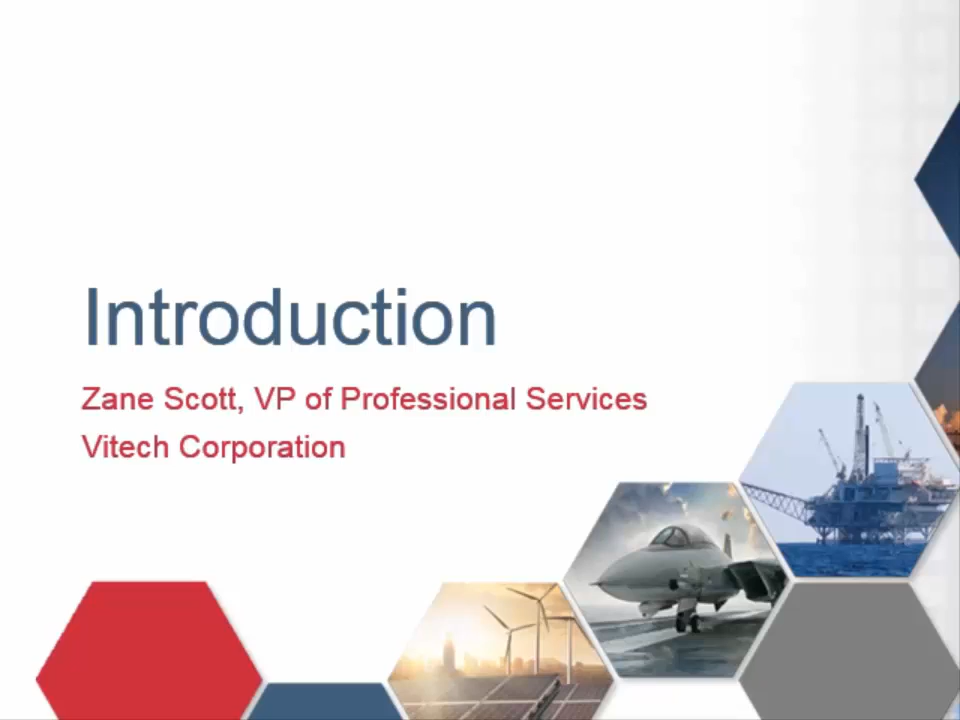 Introduction
Zane Scott, VP of Professional Services
Vitech Corporation